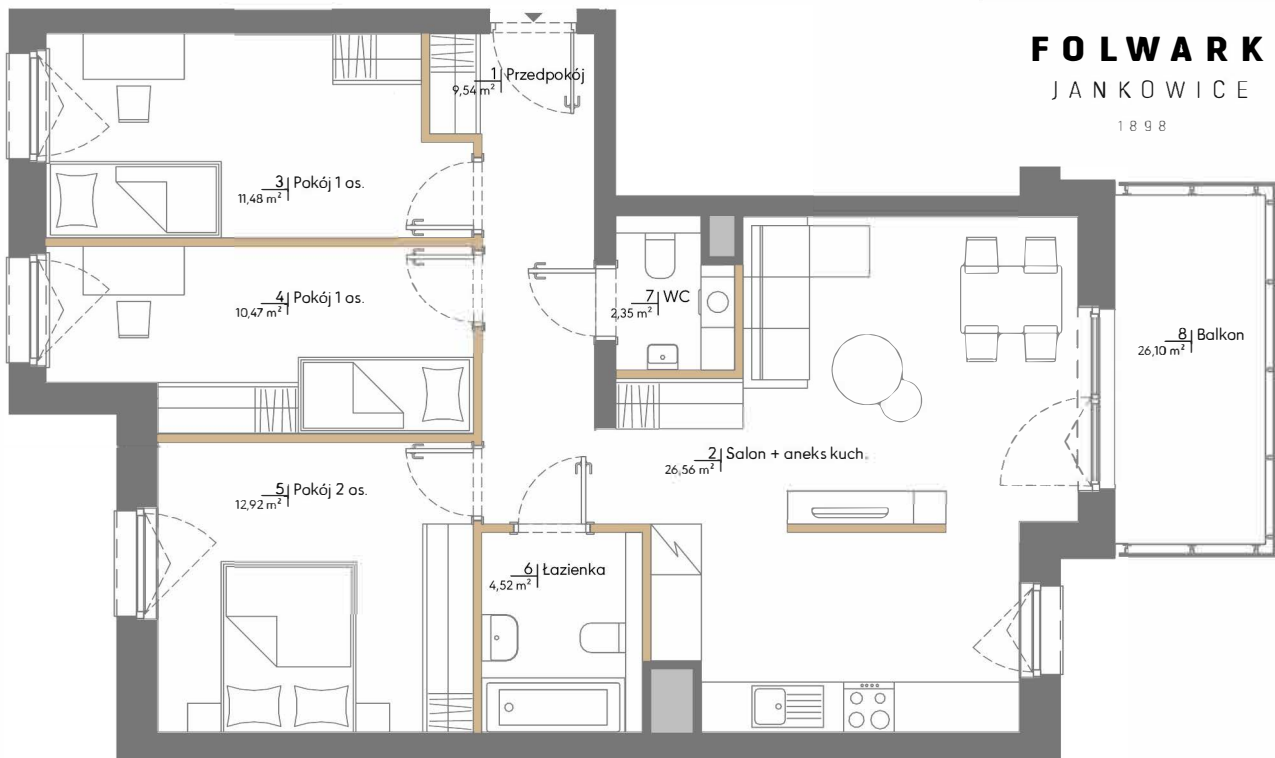 FOLWARK
JANKOWICE
1898
1 Przedpokój
9,54 m²
3 Pokój 1 os.
11,48 m²
4 Pokój 1 os.
10,47 m²
7 WC
2,35 m²
8 Balkon
26,10 m²
2 Salon + aneks kuch.
26,56 m²
5 Pokój 2 os.
12,92 m²
6 Łazienka
4,52 m²